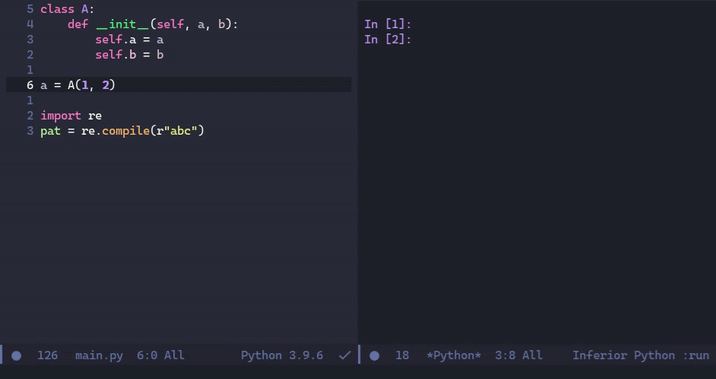 5 class A:
4 def __init__(self, a, b):
3 self.a = a
2 self.b = b
1
6 a = A(1, 2)
1
2 import re
3 pat = re.compile(r"abc")
126 main.py 6:0 All Python 3.9.6
In [1]:
In [2]:
18 *Python* 3:8 All Inferior Python :run